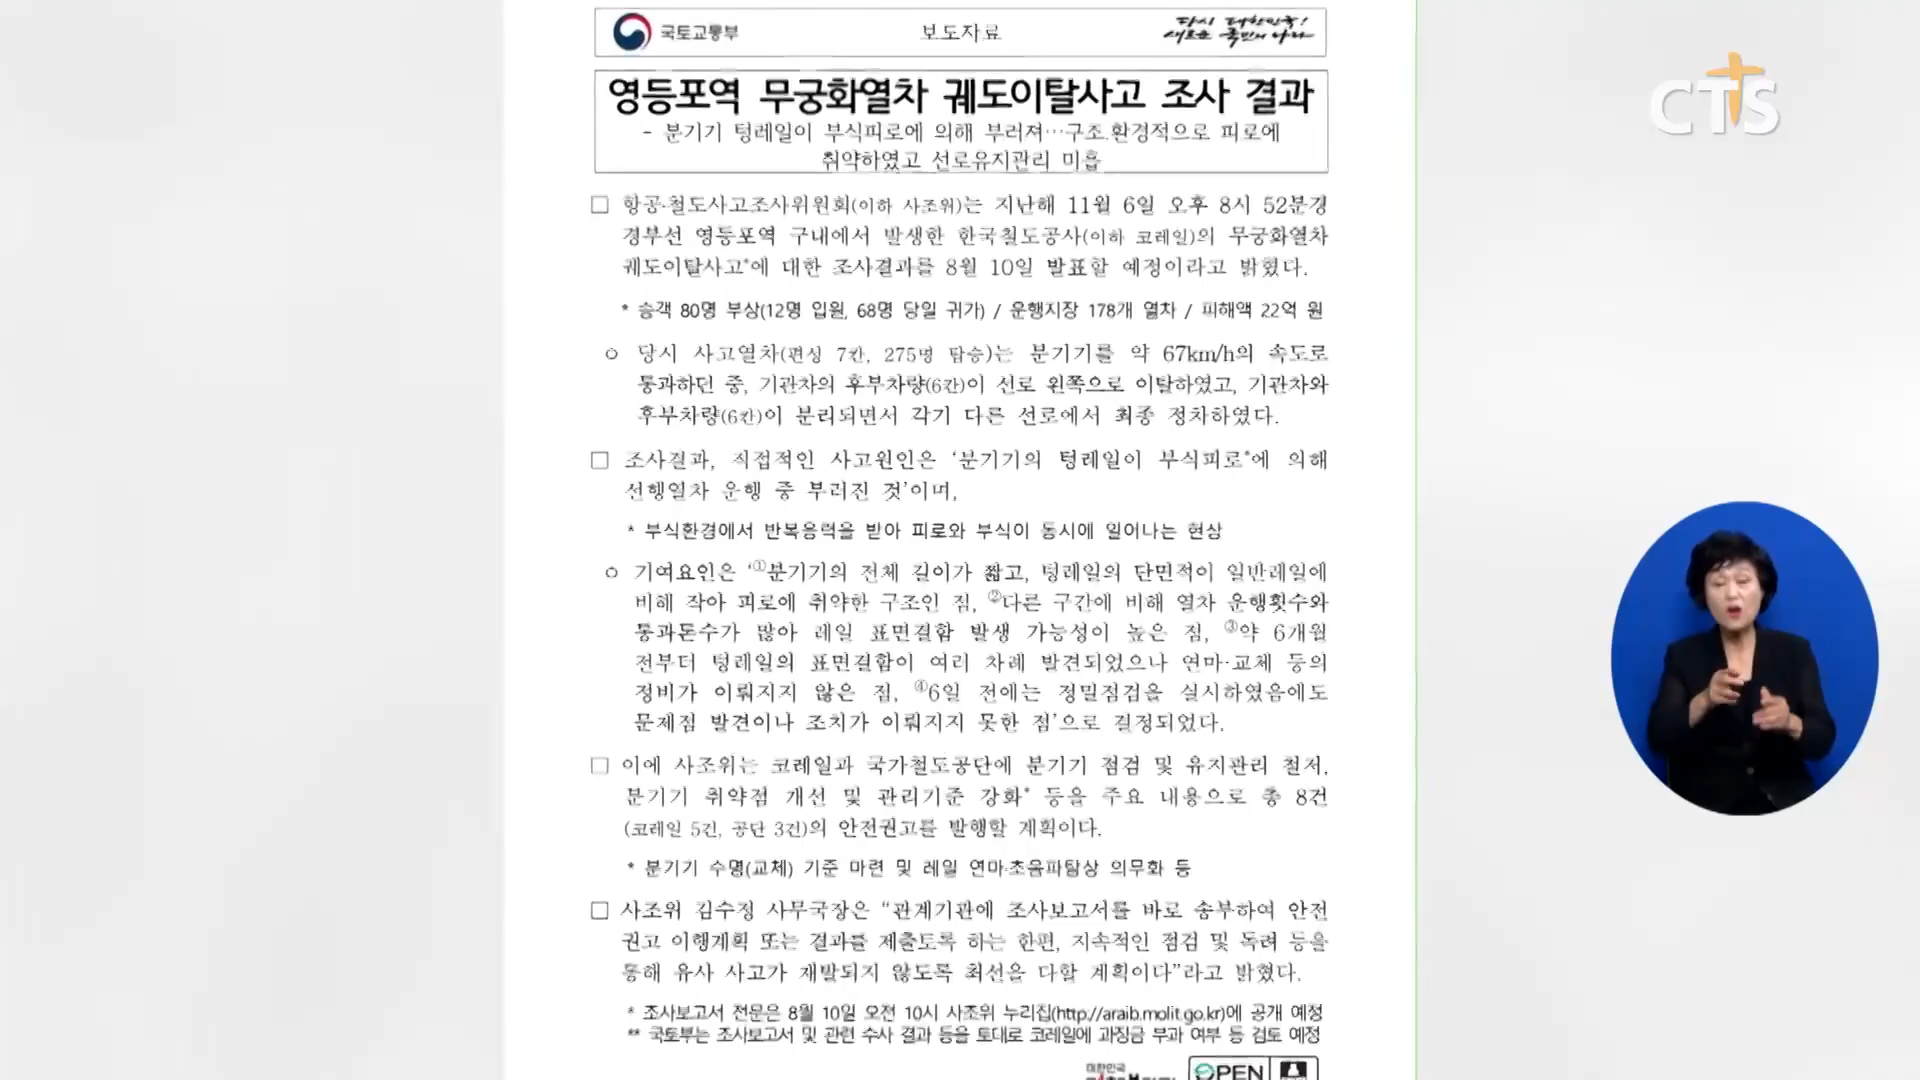 국토교통부
보도자료
다시 대한민국!
새로운 국민의 나라
CTS
영등포역 무궁화열차 궤도이탈사고 조사 결과
- 분기기 텅레일이 부식피로에 의해 부러져…구조.환경적으로 피로에
취약하였고 선로유지관리 미흡
□ 항공·철도사고조사위원회(이하 사조위)는 지난해 11월 6일 오후 8시 52분경
경부선 영등포역 구내에서 발생한 한국철도공사(이하 코레일)의 무궁화열차
궤도이탈사고*에 대한 조사결과를 8월 10일 발표할 예정이라고 밝혔다.
* 승객 80명 부상(12명 입원, 68명 당일 귀가) / 운행지장 178개 열차 / 피해액 22억 원
ㅇ 당시 사고열차(편성 7칸, 275명 탑승)는 분기기를 약 67km/h의 속도로
통과하던 중, 기관차의 후부차량(6칸)이 선로 왼쪽으로 이탈하였고, 기관차와
후부차량(6칸)이 분리되면서 각기 다른 선로에서 최종 정차하였다.
□ 조사결과, 직접적인 사고원인은 ‘분기기의 텅레일이 부식피로*에 의해
선행열차 운행 중 부러진 것’이며,
* 부식환경에서 반복응력을 받아 피로와 부식이 동시에 일어나는 현상
ㅇ 기여요인은 ‘①분기기의 전체 길이가 짧고, 텅레일의 단면적이 일반레일에
비해 작아 피로에 취약한 구조인 점, ②다른 구간에 비해 열차 운행횟수와
통과톤수가 많아 레일 표면결함 발생 가능성이 높은 점, ③약 6개월
전부터 텅레일의 표면결함이 여러 차례 발견되었으나 연마·교체 등의
정비가 이뤄지지 않은 점, ④6일 전에는 정밀점검을 실시하였음에도
문제점 발견이나 조치가 이뤄지지 못한 점’으로 결정되었다.
□ 이에 사조위는 코레일과 국가철도공단에 분기기 점검 및 유지관리 철저,
분기기 취약점 개선 및 관리기준 강화* 등을 주요 내용으로 총 8건
(코레일 5건, 공단 3건)의 안전권고를 발행할 계획이다.
* 분기기 수명(교체) 기준 마련 및 레일 연마·초음파탐상 의무화 등
□ 사조위 김수정 사무국장은 “관계기관에 조사보고서를 바로 송부하여 안전
권고 이행계획 또는 결과를 제출토록 하는 한편, 지속적인 점검 및 독려 등을
통해 유사 사고가 재발되지 않도록 최선을 다할 계획이다”라고 밝혔다.
* 조사보고서 전문은 8월 10일 오전 10시 사조위 누리집(http://araib.molit.go.kr)에 공개 예정
** 국토부는 조사보고서 및 관련 수사 결과 등을 토대로 코레일에 과징금 부과 여부 등 검토 예정
대한민국
OPEN